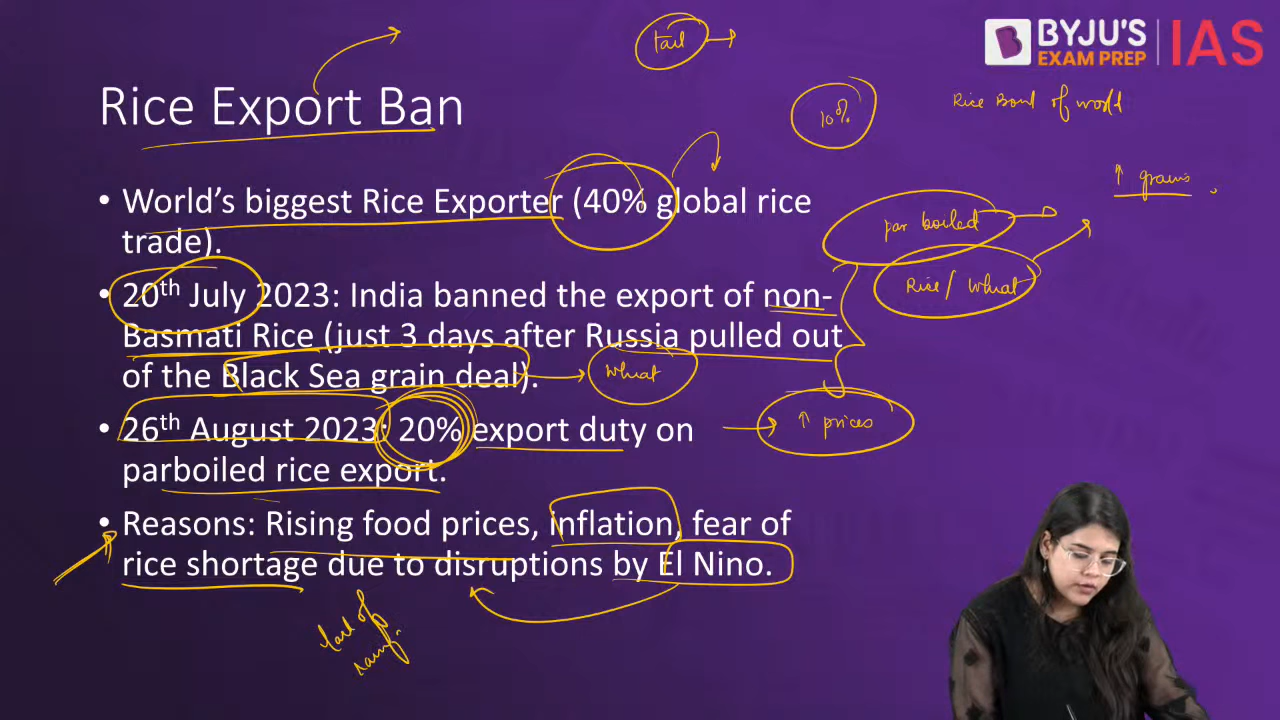 BYJU'S
EXAM PREP
IAS
Rice Export Ban
10%
Rice Bowl of world
↑ grains
• World's biggest Rice Exporter (40% global rice
trade).
par boiled
Rice/ Wheat
• 20th July 2023: India banned the export of non-
Basmati Rice (just 3 days after Russia pulled out
of the Black Sea grain deal).
wheat
• 26th August 2023: 20% export duty on
parboiled rice export.
↑ prices
• Reasons: Rising food prices, inflation, fear of
rice shortage due to disruptions by El Nino.
lack of